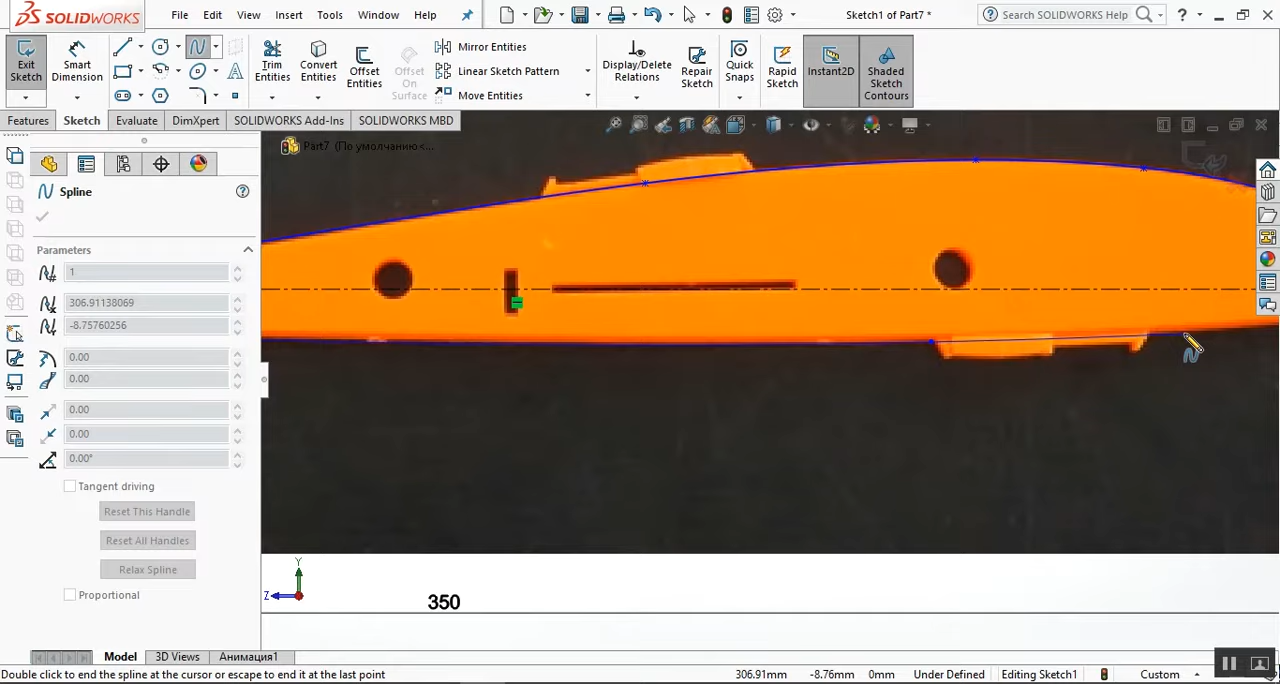 SOLIDWORKS
File Edit View Insert Tools Window Help
Sketch1 of Part7 *
Search SOLIDWORKS Help
?
Exit Sketch
Smart Dimension
Trim Entities
Convert Entities
Offset Entities
Offset On Surface
Mirror Entities
Linear Sketch Pattern
Move Entities
Display/Delete Relations
Repair Sketch
Quick Snaps
Rapid Sketch
Instant2D
Shaded Sketch Contours
Features Sketch Evaluate DimXpert SOLIDWORKS Add-Ins SOLIDWORKS MBD
Part7 (По умолчанию<...
Spline
Parameters
1
306.91138069
-8.75760256
0.00
0.00
0.00
0.00
0.00°
Tangent driving
Reset This Handle
Reset All Handles
Relax Spline
Proportional
Y
Z
350
Model 3D Views Анимация1
Double click to end the spline at the cursor or escape to end it at the last point
306.91mm -8.76mm 0mm Under Defined Editing Sketch1 Custom